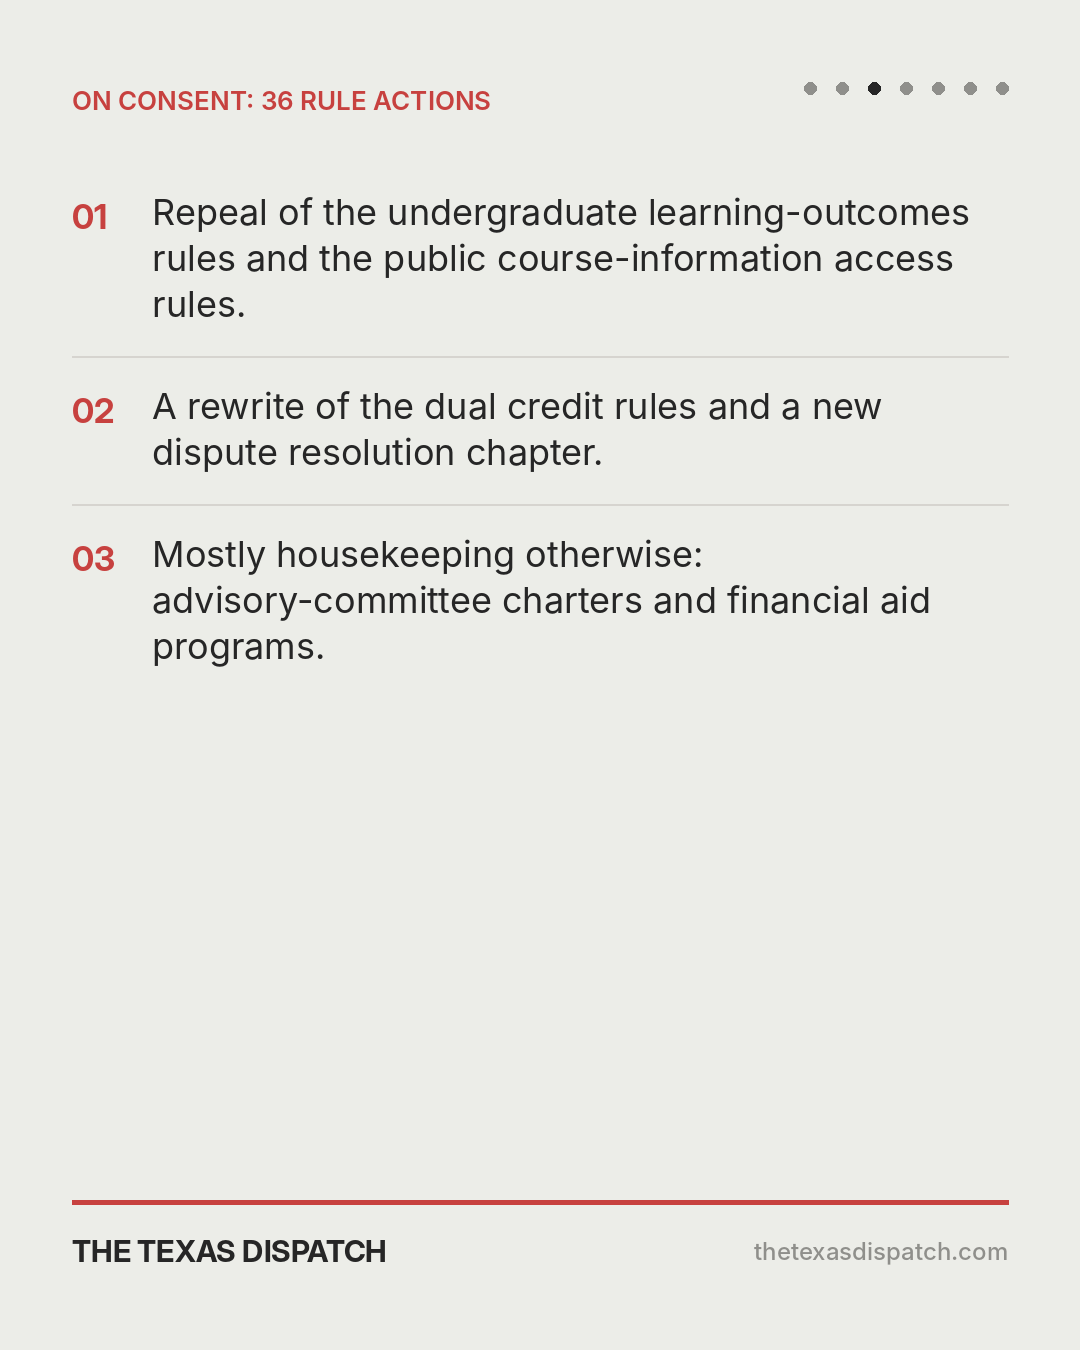 ON CONSENT: 36 RULE ACTIONS
01 Repeal of the undergraduate learning-outcomes
rules and the public course-information access
rules.
02 A rewrite of the dual credit rules and a new
dispute resolution chapter.
03 Mostly housekeeping otherwise:
advisory-committee charters and financial aid
programs.
THE TEXAS DISPATCH
thetexasdispatch.com